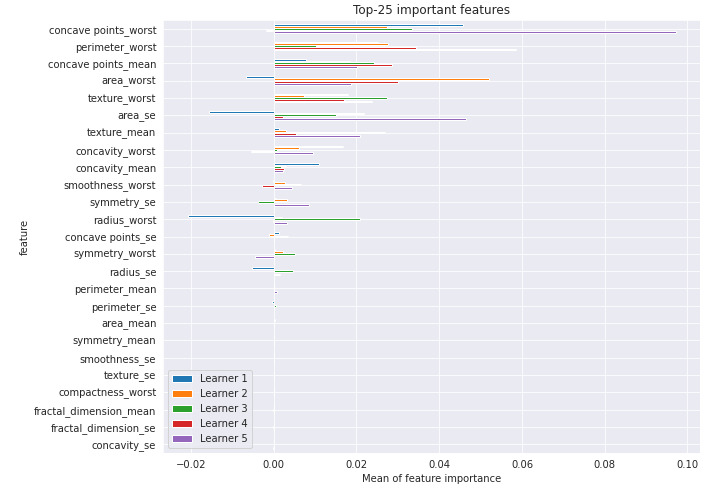 Top-25 important features
concave points_worst
perimeter_worst
concave points_mean
area_worst
texture_worst
area_se
texture_mean
concavity_worst
concavity_mean
smoothness_worst
symmetry_se
radius_worst
concave points_se
symmetry_worst
radius_se
perimeter_mean
perimeter_se
area_mean
symmetry_mean
smoothness_se
texture_se
compactness_worst
fractal_dimension_mean
fractal_dimension_se
concavity_se
feature
Learner 1
Learner 2
Learner 3
Learner 4
Learner 5
−0.02 0.00 0.02 0.04 0.06 0.08 0.10
Mean of feature importance